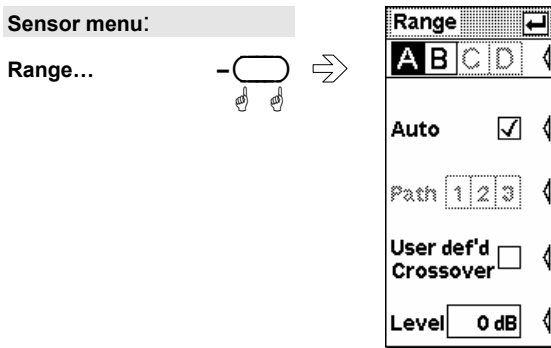 Sensor menu:
Range…
–
Range
A B C D
Auto
Path 1 2 3
User def'd
Crossover
Level 0 dB